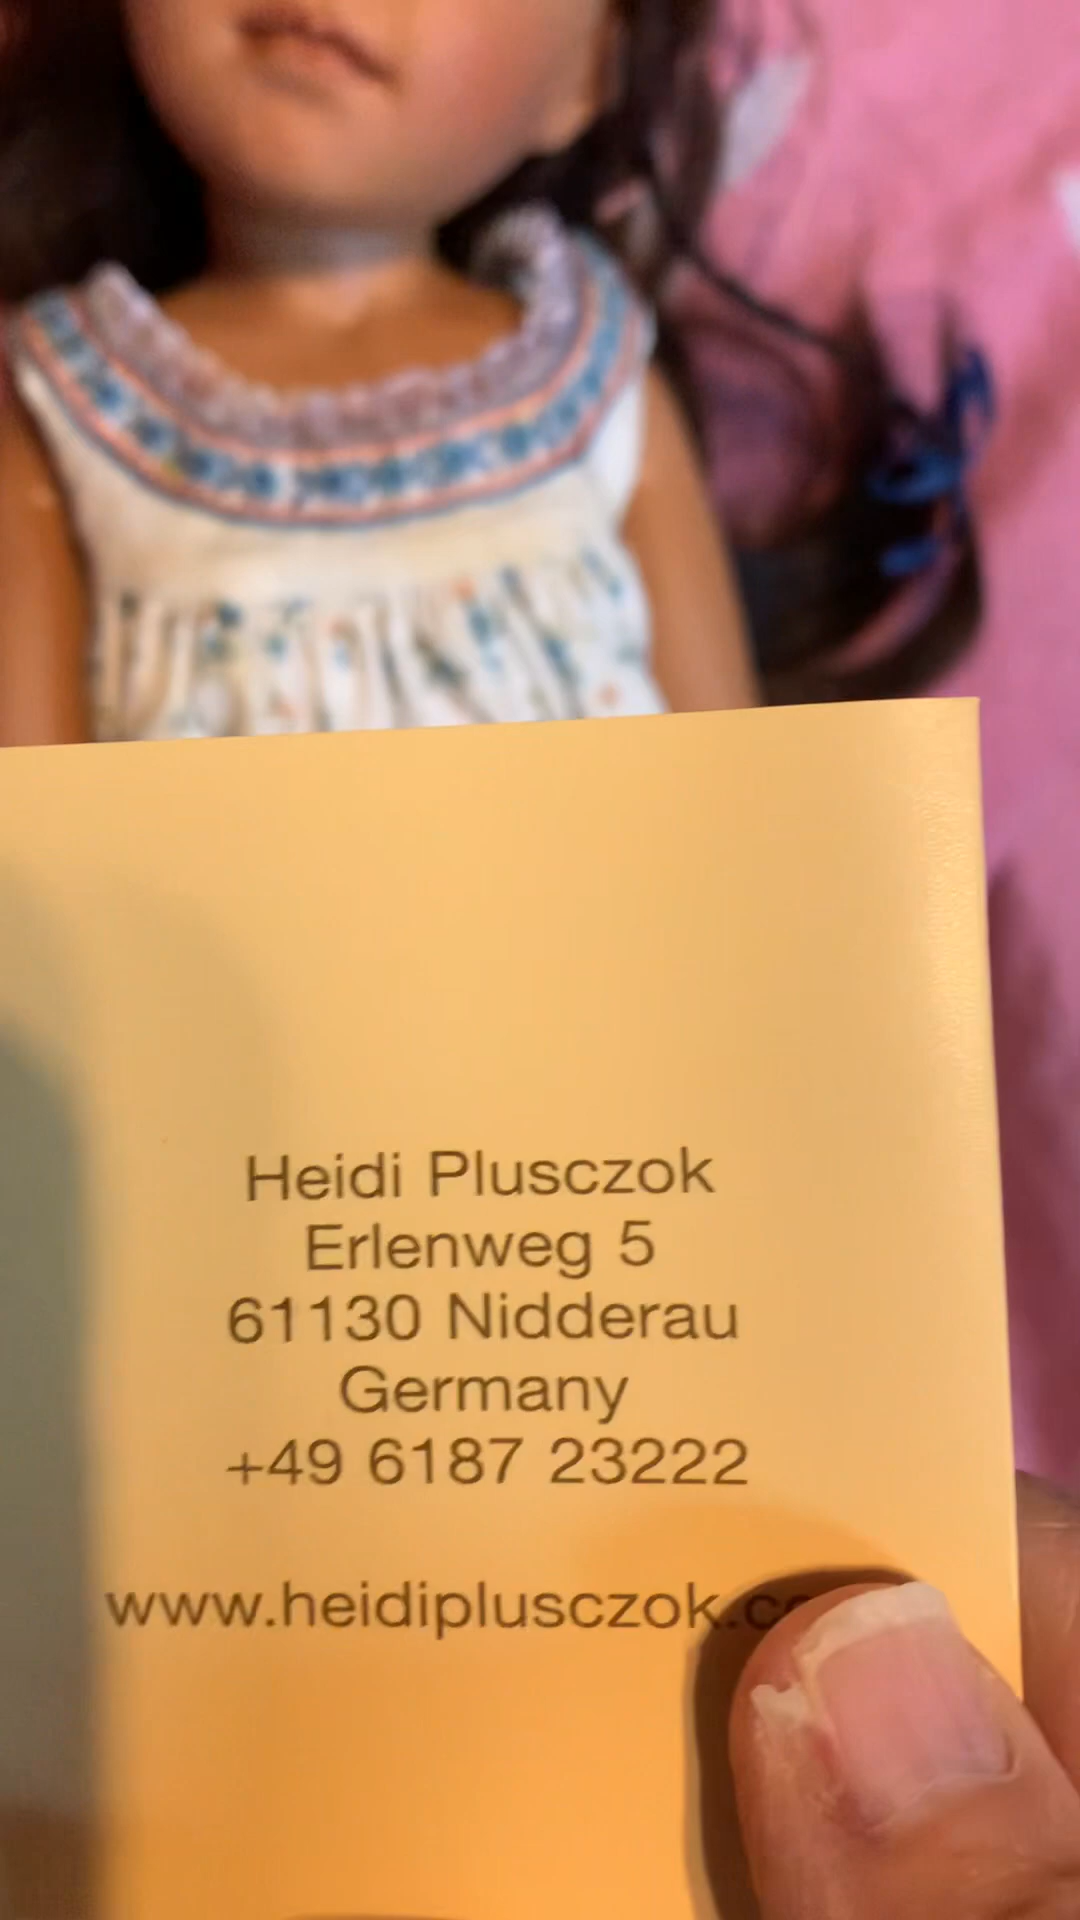 Heidi Plusczok
Erlenweg 5
61130 Nidderau
Germany
+49 6187 23222
www.heidiplusczok.c